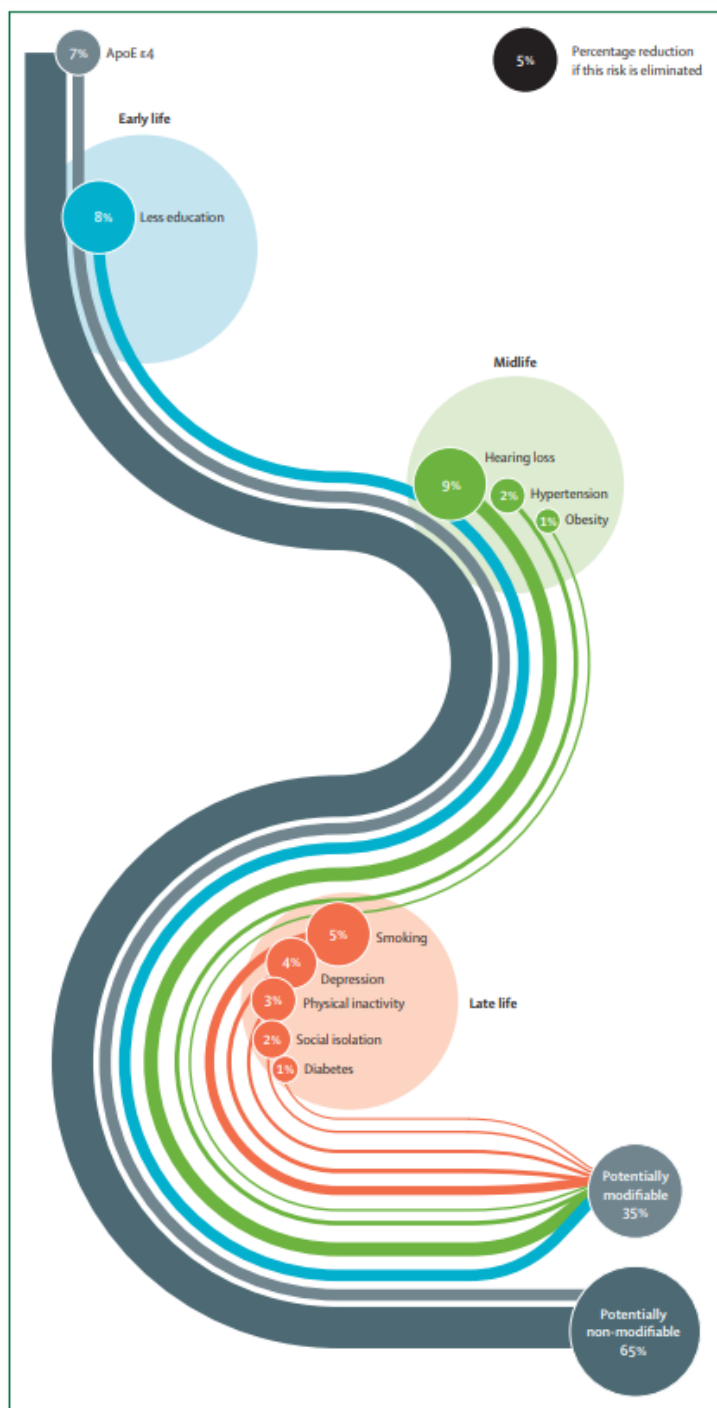 7%
ApoE ε4
5%
Percentage reduction
if this risk is eliminated
Early life
8%
Less education
Midlife
Hearing loss
9%
2%
Hypertension
1%
Obesity
5%
Smoking
4%
Depression
3%
Physical inactivity
Late life
2%
Social isolation
1%
Diabetes
Potentially
modifiable
35%
Potentially
non-modifiable
65%